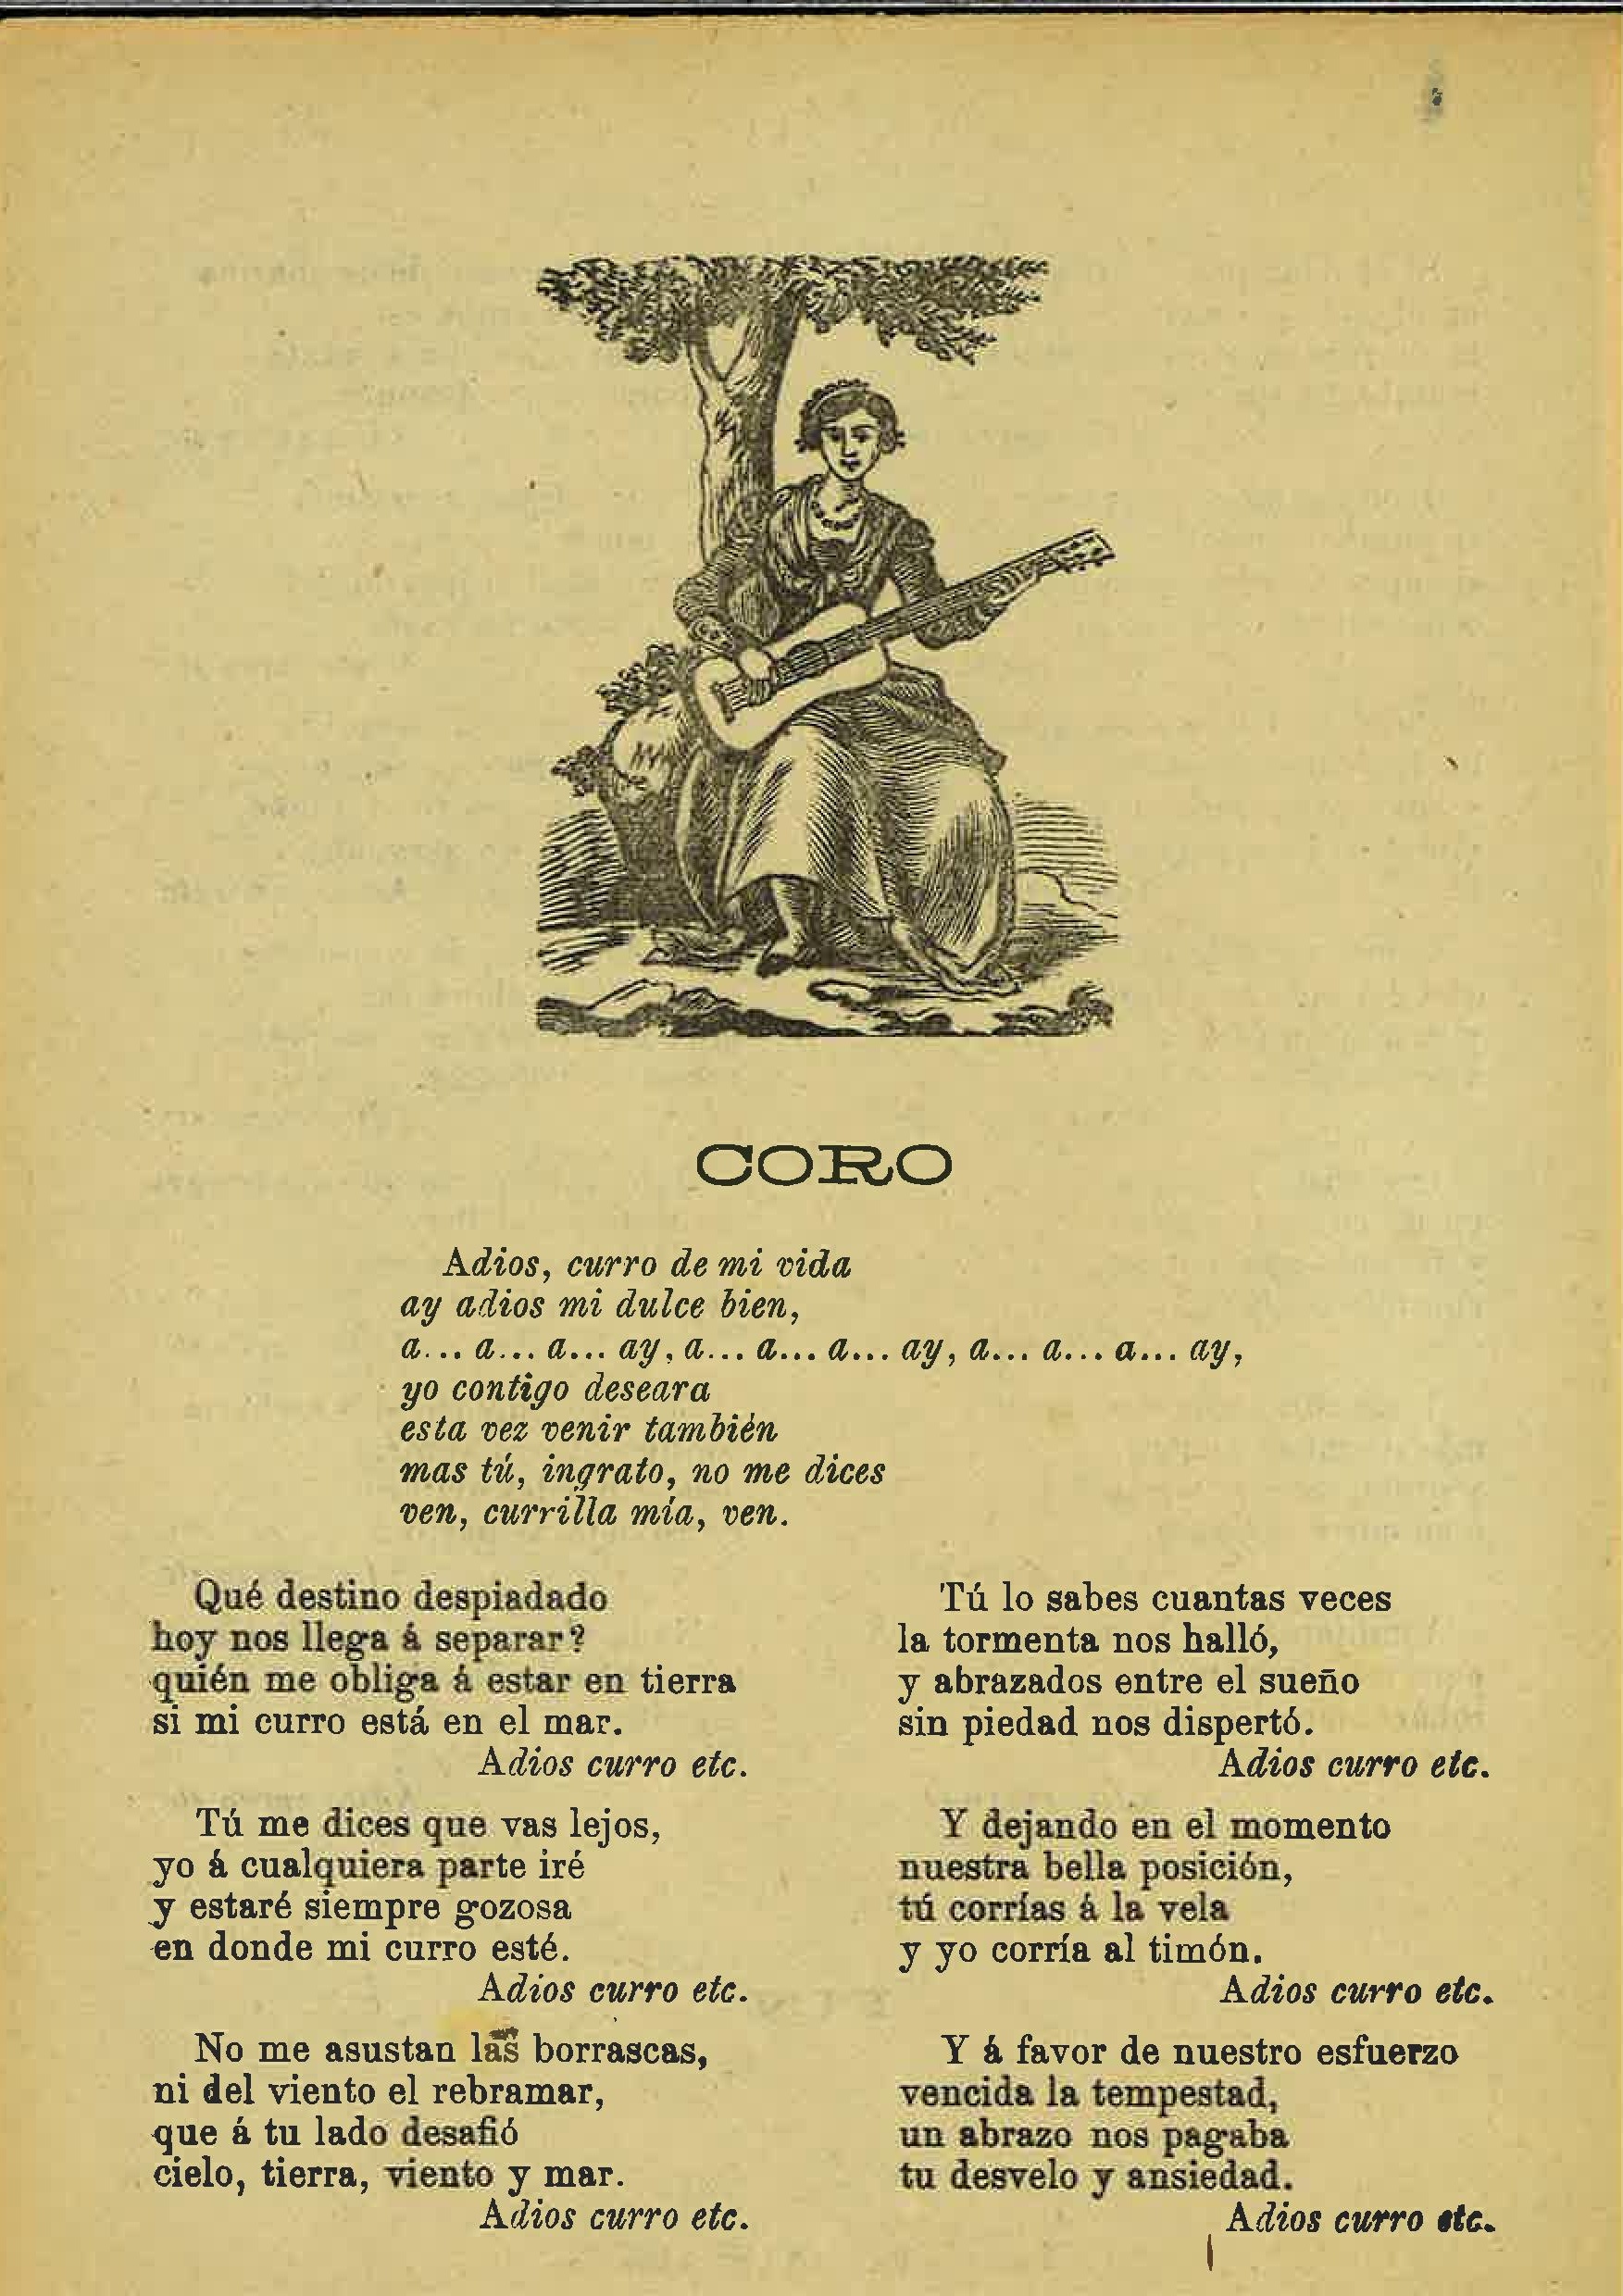 CORO
Adios, curro de mi vida
ay adios mi dulce bien,
a... a... a... ay, a... a... a... ay, a... a... a... ay,
yo contigo deseara
esta vez venir también
mas tú, ingrato, no me dices
ven, currilla mía, ven.
Qué destino despiadado
hoy nos llega á separar?
quién me obliga á estar en tierra
si mi curro está en el mar.
Adios curro etc.
Tú me dices que vas lejos,
yo á cualquiera parte iré
y estaré siempre gozosa
en donde mi curro esté.
Adios curro etc.
No me asustan las borrascas,
ni del viento el rebramar,
que á tu lado desafió
cielo, tierra, viento y mar.
Adios curro etc.
Tú lo sabes cuantas veces
la tormenta nos halló,
y abrazados entre el sueño
sin piedad nos dispertó.
Adios curro etc.
Y dejando en el momento
nuestra bella posición,
tú corrías á la vela
y yo corría al timón.
Adios curro etc.
Y á favor de nuestro esfuerzo
vencida la tempestad,
un abrazo nos pagaba
tu desvelo y ansiedad.
Adios curro etc.